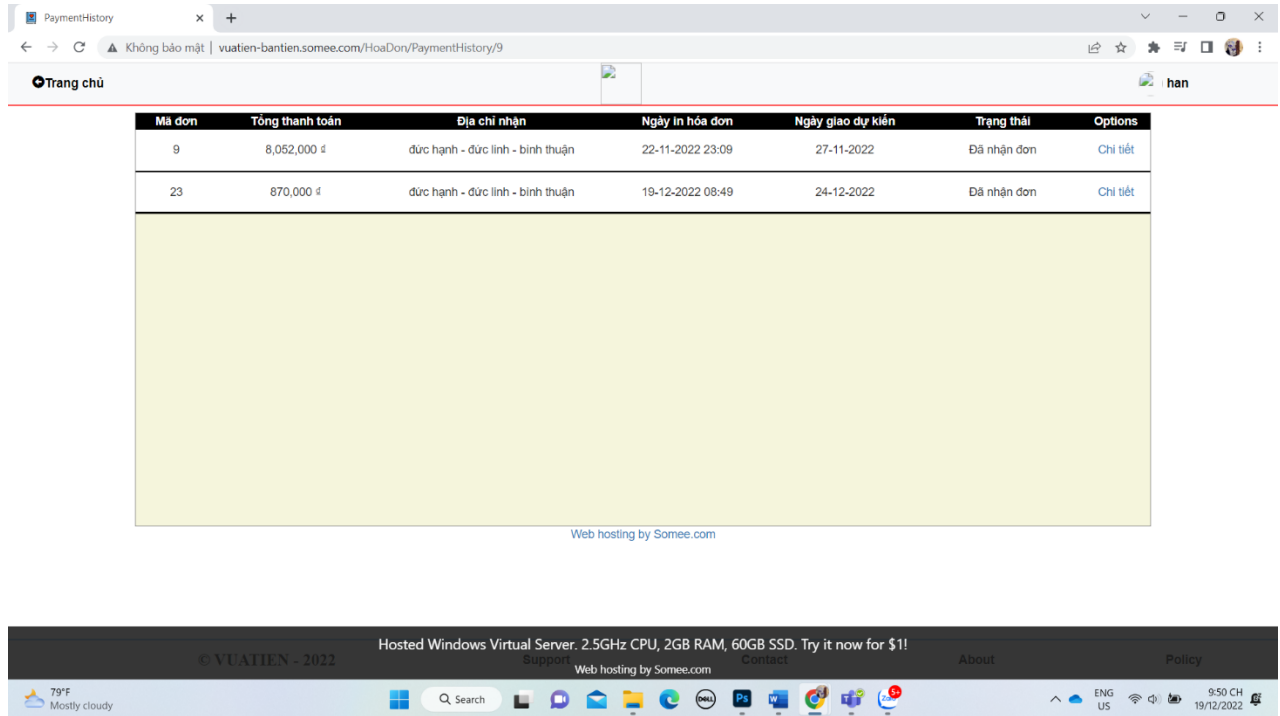 PaymentHistory
Không bảo mật | vuatien-bantien.somee.com/HoaDon/PaymentHistory/9
Trang chủ
han
Mã đơn Tổng thanh toán Địa chỉ nhận Ngày in hóa đơn Ngày giao dự kiến Trạng thái Options
9 8,052,000 ₫ đức hạnh - đức linh - bình thuận 22-11-2022 23:09 27-11-2022 Đã nhận đơn Chi tiết
23 870,000 ₫ đức hạnh - đức linh - bình thuận 19-12-2022 08:49 24-12-2022 Đã nhận đơn Chi tiết
Web hosting by Somee.com
Hosted Windows Virtual Server. 2.5GHz CPU, 2GB RAM, 60GB SSD. Try it now for $1!
© VUATIEN - 2022 Support Contact About Policy
Web hosting by Somee.com
79°F
Mostly cloudy
Search
DELL
Ps
W
Zalo
5+
ENG
US
9:50 CH
19/12/2022